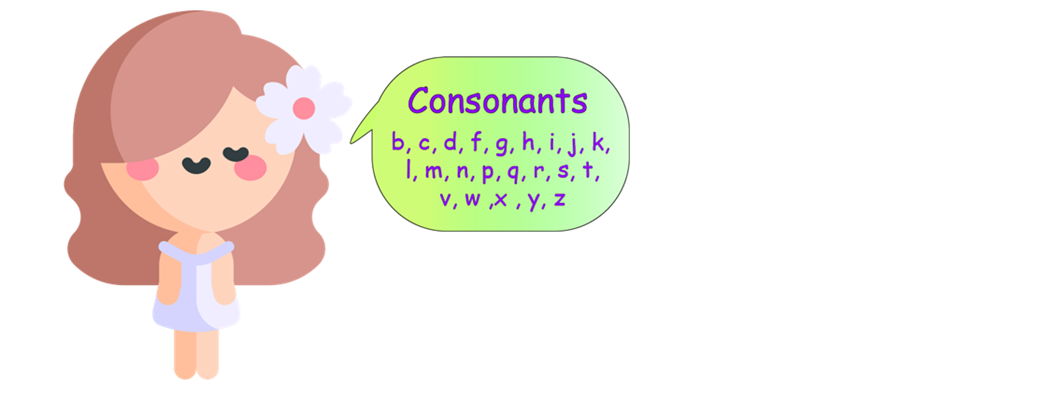 Consonants
b, c, d, f, g, h, i, j, k,
l, m, n, p, q, r, s, t,
v, w ,x , y, z